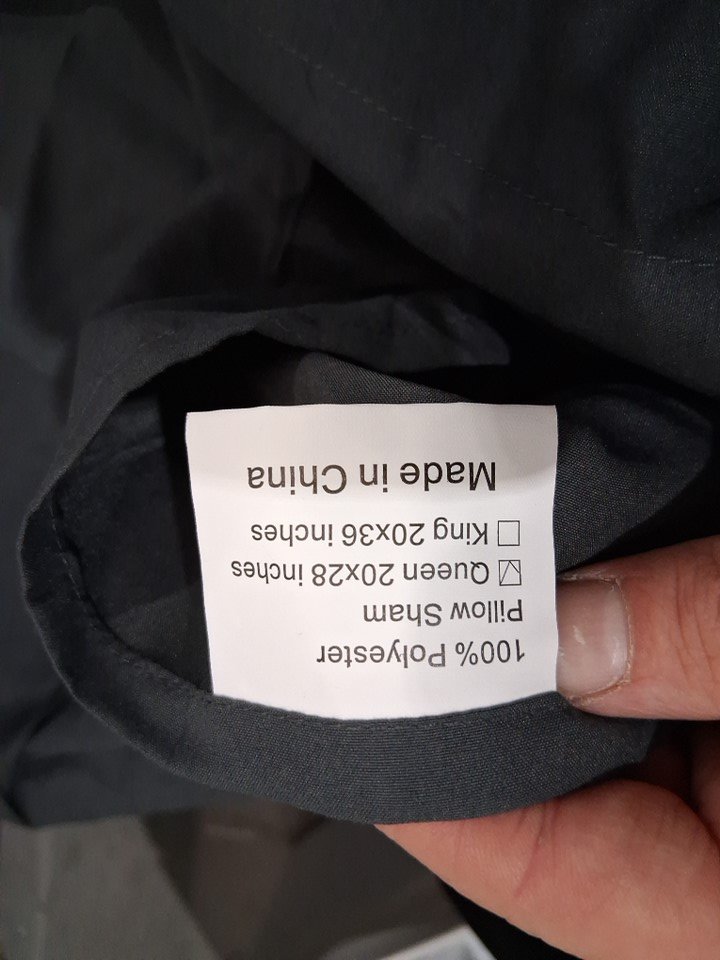 100% Polyester
Pillow Sham
☑ Queen 20x28 inches
☐ King 20x36 inches
Made in China